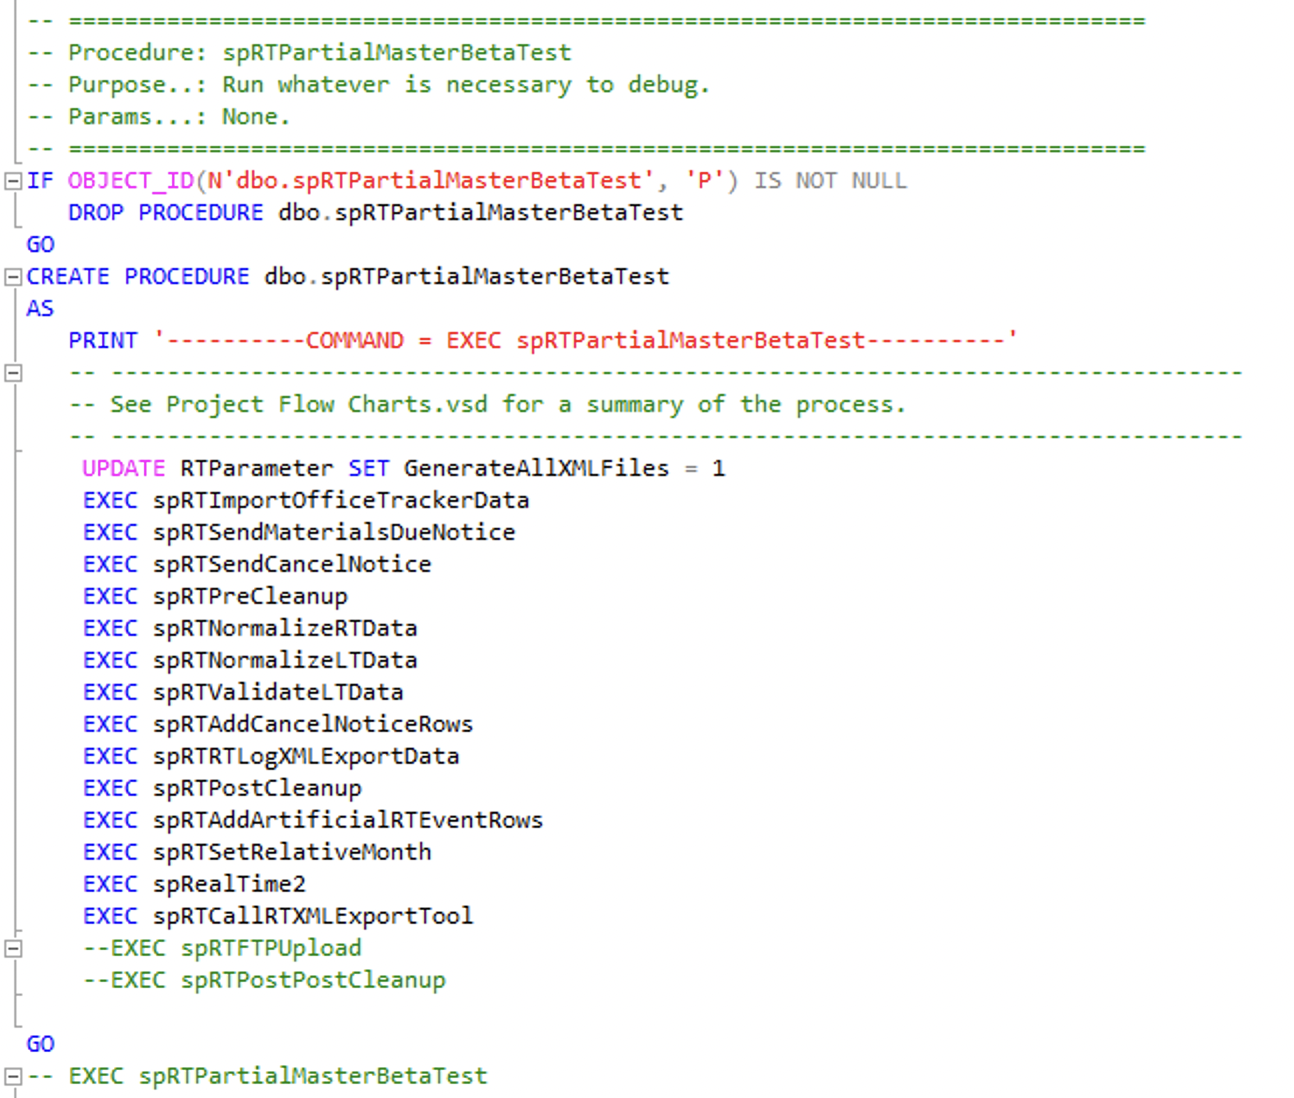 -- =============================================================================
-- Procedure: spRTPartialMasterBetaTest
-- Purpose..: Run whatever is necessary to debug.
-- Params...: None.
-- =============================================================================
IF OBJECT_ID(N'dbo.spRTPartialMasterBetaTest', 'P') IS NOT NULL
   DROP PROCEDURE dbo.spRTPartialMasterBetaTest
GO
CREATE PROCEDURE dbo.spRTPartialMasterBetaTest
AS
   PRINT '----------COMMAND = EXEC spRTPartialMasterBetaTest----------'
   -- ---------------------------------------------------------------------------------
   -- See Project Flow Charts.vsd for a summary of the process.
   -- ---------------------------------------------------------------------------------
    UPDATE RTParameter SET GenerateAllXMLFiles = 1
    EXEC spRTImportOfficeTrackerData
    EXEC spRTSendMaterialsDueNotice
    EXEC spRTSendCancelNotice
    EXEC spRTPreCleanup
    EXEC spRTNormalizeRTData
    EXEC spRTNormalizeLTData
    EXEC spRTValidateLTData
    EXEC spRTAddCancelNoticeRows
    EXEC spRTRTLogXMLExportData
    EXEC spRTPostCleanup
    EXEC spRTAddArtificialRTEventRows
    EXEC spRTSetRelativeMonth
    EXEC spRealTime2
    EXEC spRTCallRTXMLExportTool
    --EXEC spRTFTPUpload
    --EXEC spRTPostPostCleanup
GO
-- EXEC spRTPartialMasterBetaTest